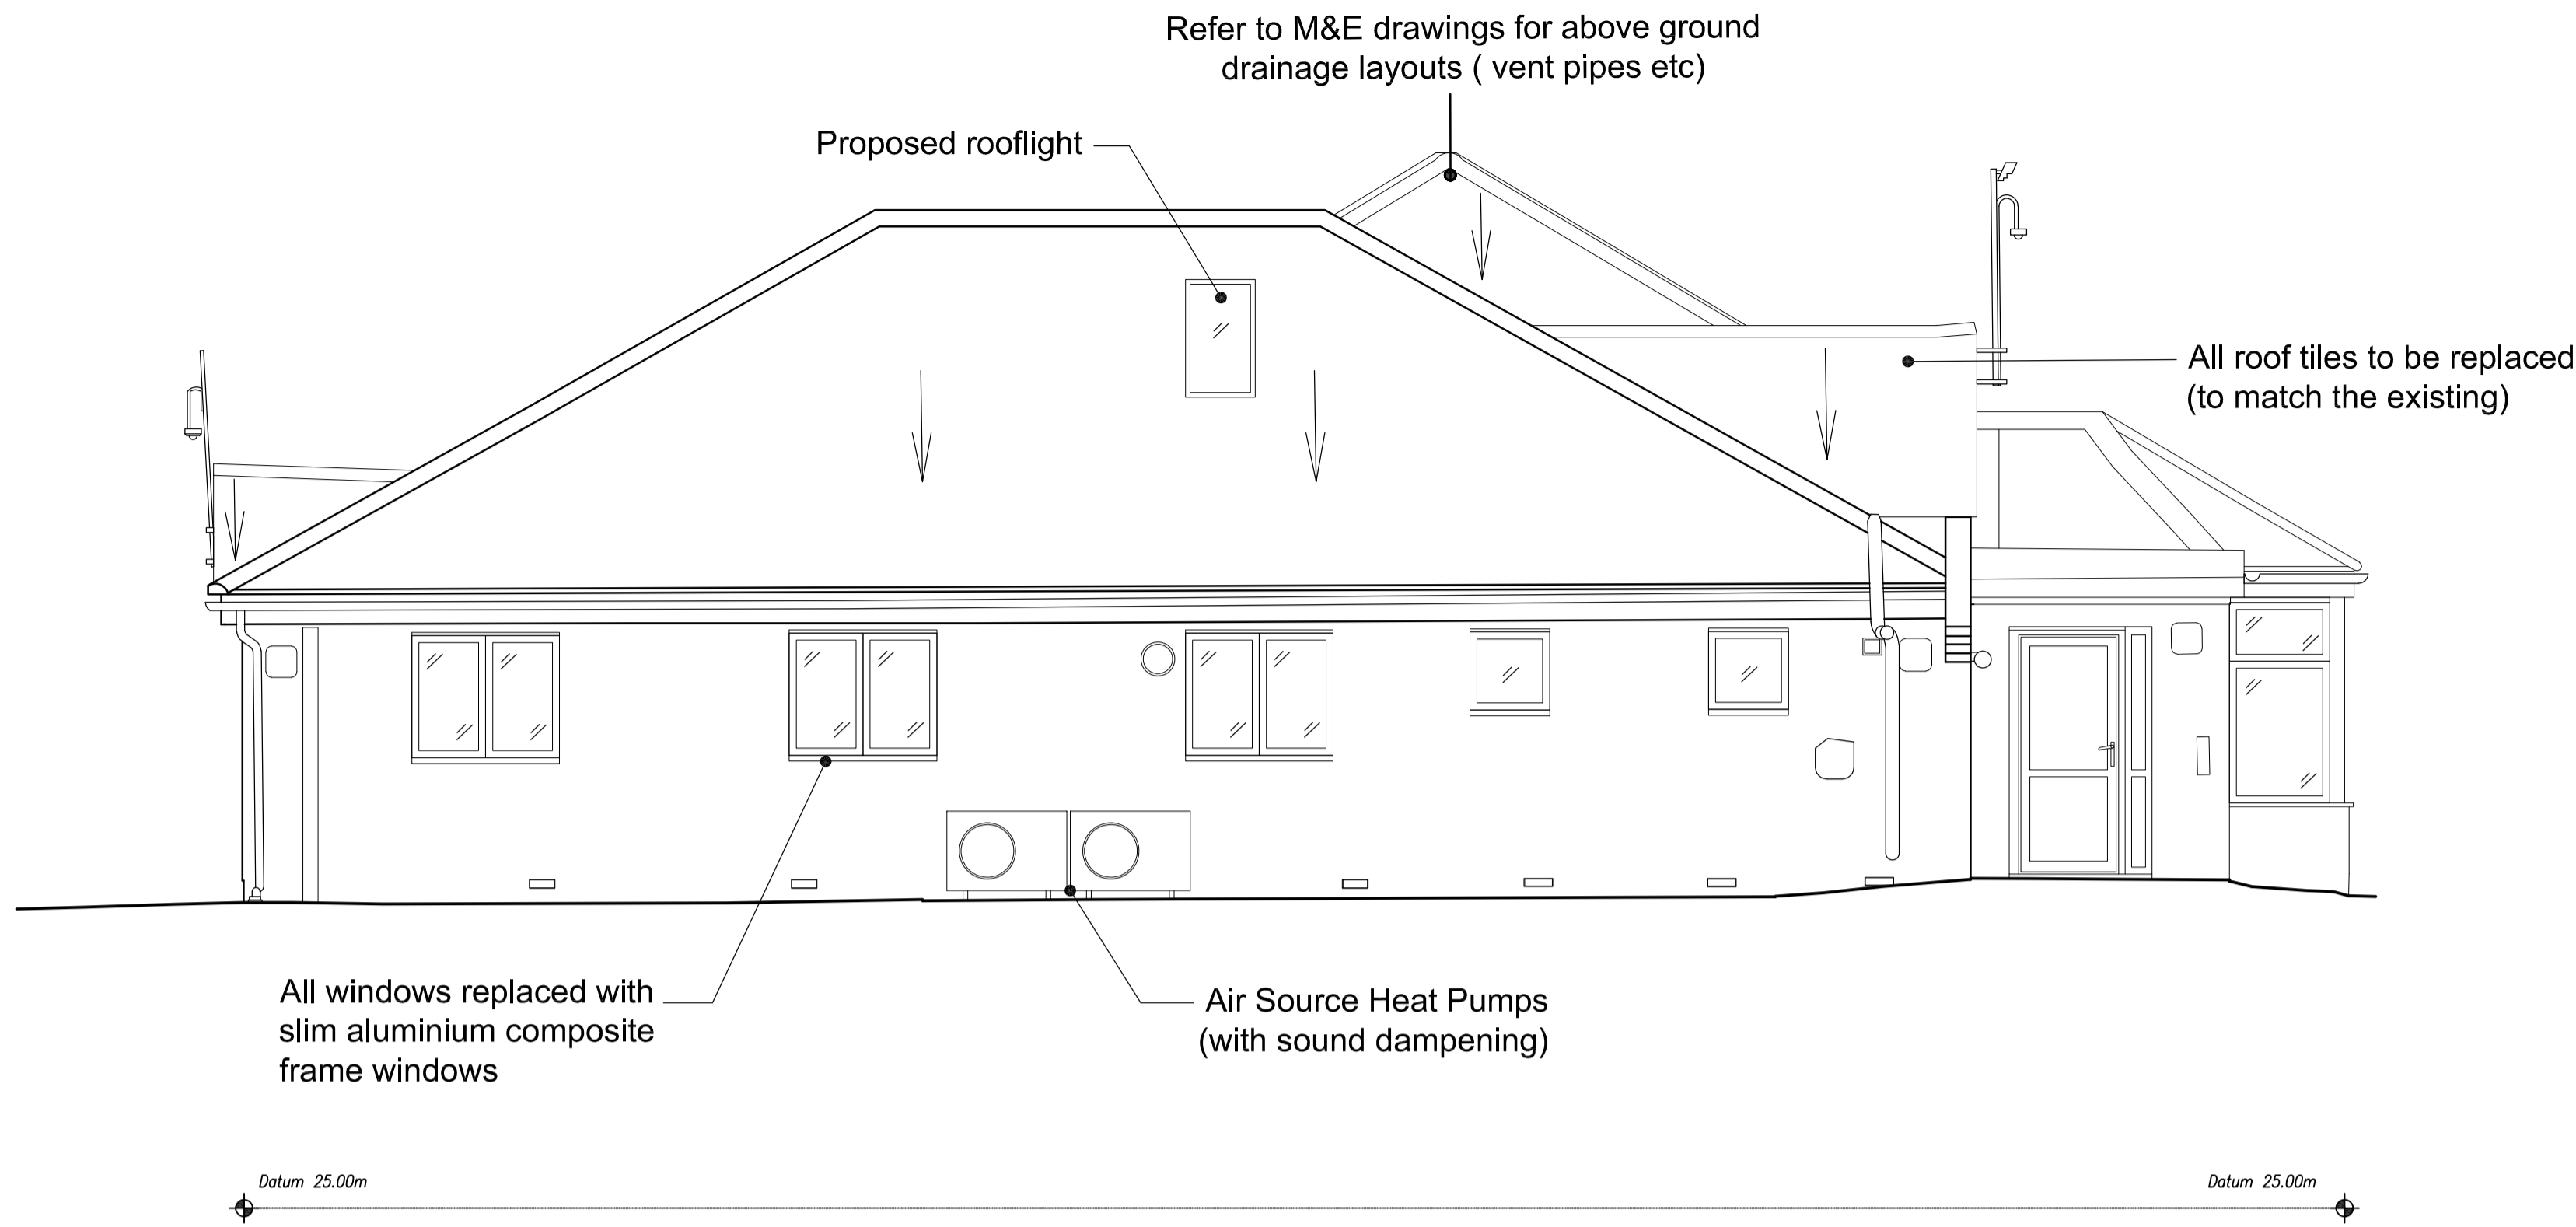 Refer to M&E drawings for above ground
drainage layouts ( vent pipes etc)
Proposed rooflight
All roof tiles to be replaced
(to match the existing)
All windows replaced with
slim aluminium composite
frame windows
Air Source Heat Pumps
(with sound dampening)
Datum 25.00m
Datum 25.00m